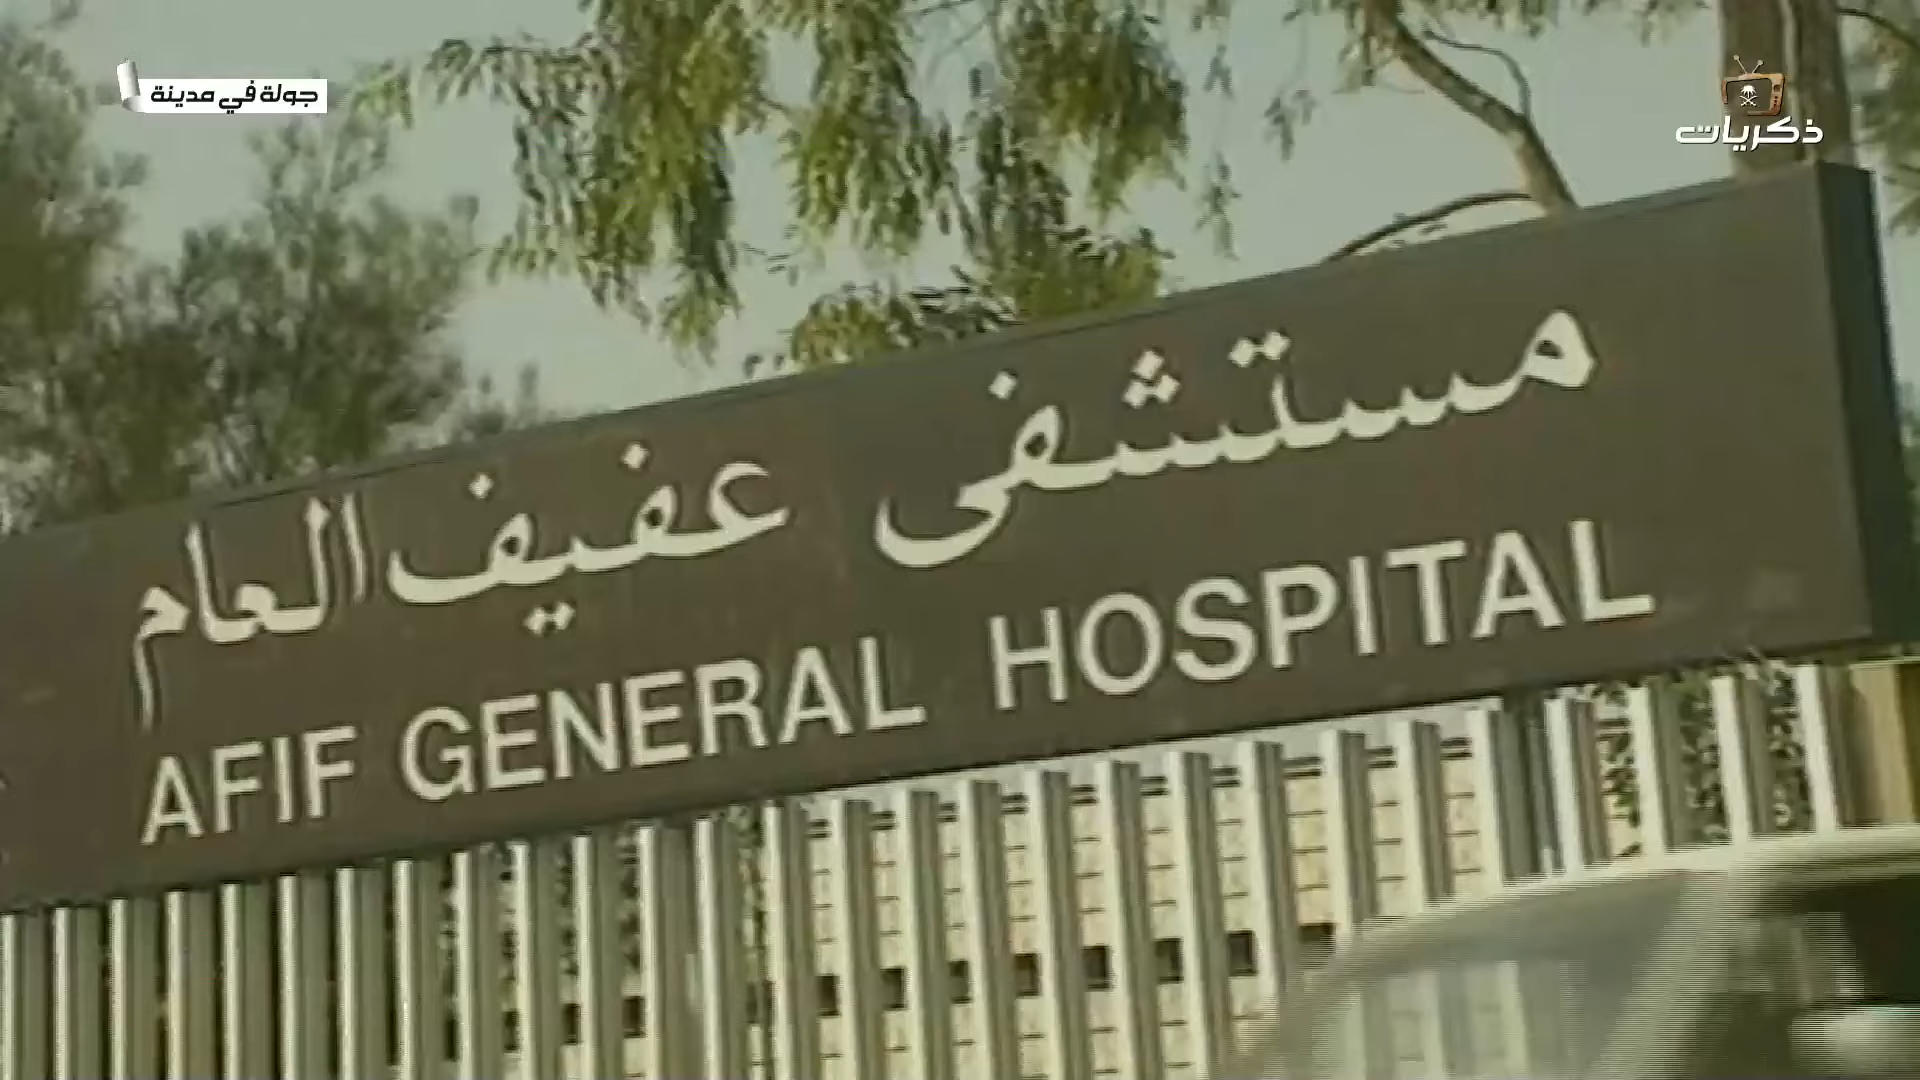 جولة في مدينة
ذكريات
مستشفى عفيف العام
AFIF GENERAL HOSPITAL